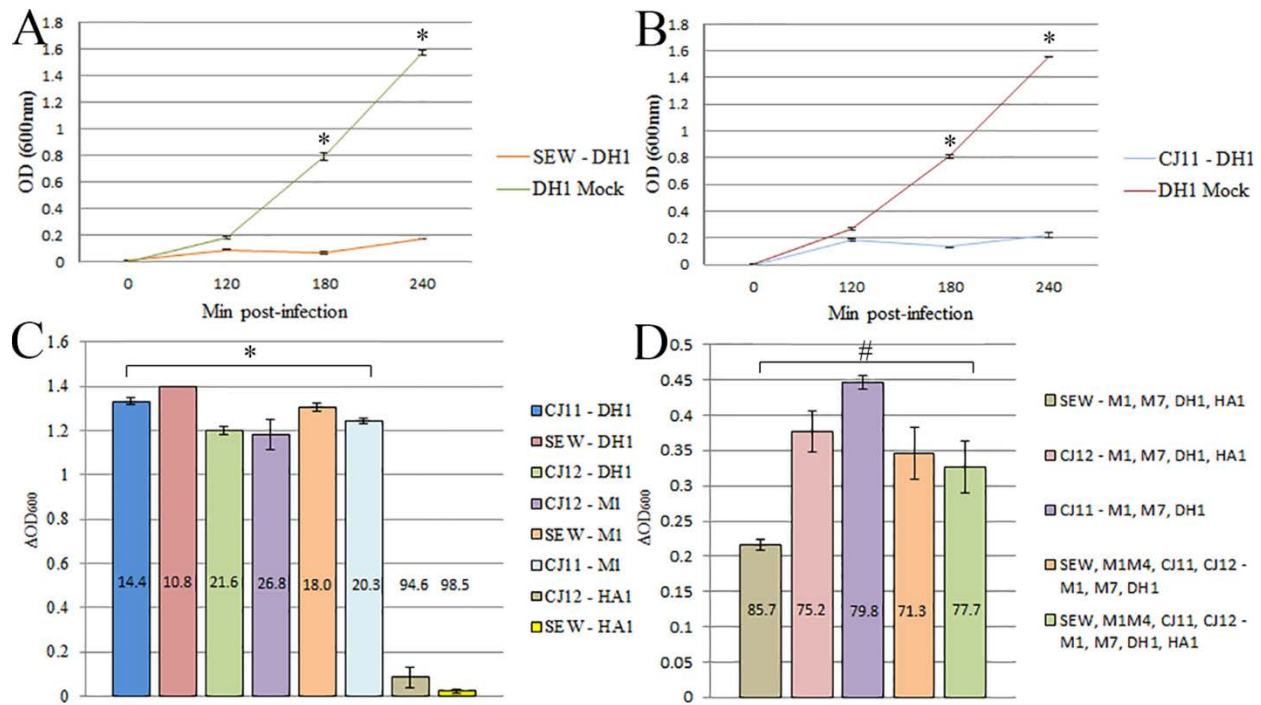 A
OD (600nm)
1.8
1.6
1.4
1.2
1
0.8
0.6
0.4
0.2
0
*
*
0 120 180 240
Min post-infection
SEW - DH1
DH1 Mock
B
OD (600nm)
1.8
1.6
1.4
1.2
1
0.8
0.6
0.4
0.2
0
*
*
0 120 180 240
Min post-infection
CJ11 - DH1
DH1 Mock
C
ΔOD600
1.6
1.4
1.2
1
0.8
0.6
0.4
0.2
0
*
14.4 10.8 21.6 26.8 18.0 20.3 94.6 98.5
CJ11 - DH1
SEW - DH1
CJ12 - DH1
CJ12 - M1
SEW - M1
CJ11 - M1
CJ12 - HA1
SEW - HA1
D
ΔOD600
0.5
0.45
0.4
0.35
0.3
0.25
0.2
0.15
0.1
0.05
0
#
85.7 75.2 79.8 71.3 77.7
SEW - M1, M7, DH1, HA1
CJ12 - M1, M7, DH1, HA1
CJ11 - M1, M7, DH1
SEW, M1M4, CJ11, CJ12 -
M1, M7, DH1
SEW, M1M4, CJ11, CJ12 -
M1, M7, DH1, HA1